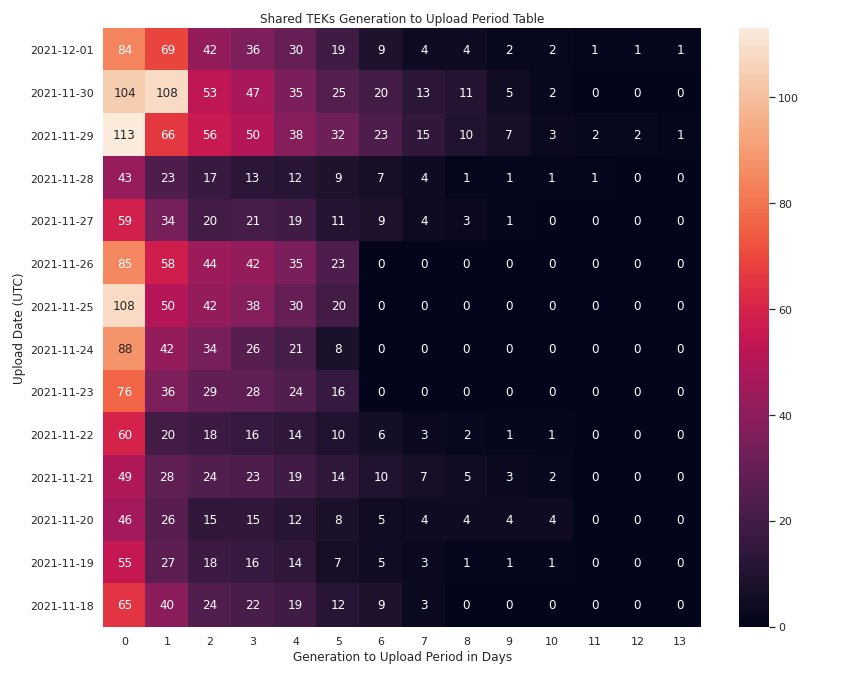 Shared TEKs Generation to Upload Period Table
2021-12-01 84 69 42 36 30 19 9 4 4 2 2 1 1 1
2021-11-30 104 108 53 47 35 25 20 13 11 5 2 0 0 0
2021-11-29 113 66 56 50 38 32 23 15 10 7 3 2 2 1
2021-11-28 43 23 17 13 12 9 7 4 1 1 1 1 0 0
2021-11-27 59 34 20 21 19 11 9 4 3 1 0 0 0 0
2021-11-26 85 58 44 42 35 23 0 0 0 0 0 0 0 0
2021-11-25 108 50 42 38 30 20 0 0 0 0 0 0 0 0
2021-11-24 88 42 34 26 21 8 0 0 0 0 0 0 0 0
2021-11-23 76 36 29 28 24 16 0 0 0 0 0 0 0 0
2021-11-22 60 20 18 16 14 10 6 3 2 1 1 0 0 0
2021-11-21 49 28 24 23 19 14 10 7 5 3 2 0 0 0
2021-11-20 46 26 15 15 12 8 5 4 4 4 4 0 0 0
2021-11-19 55 27 18 16 14 7 5 3 1 1 1 0 0 0
2021-11-18 65 40 24 22 19 12 9 3 0 0 0 0 0 0
0 1 2 3 4 5 6 7 8 9 10 11 12 13
Generation to Upload Period in Days
Upload Date (UTC)
100
80
60
40
20
0